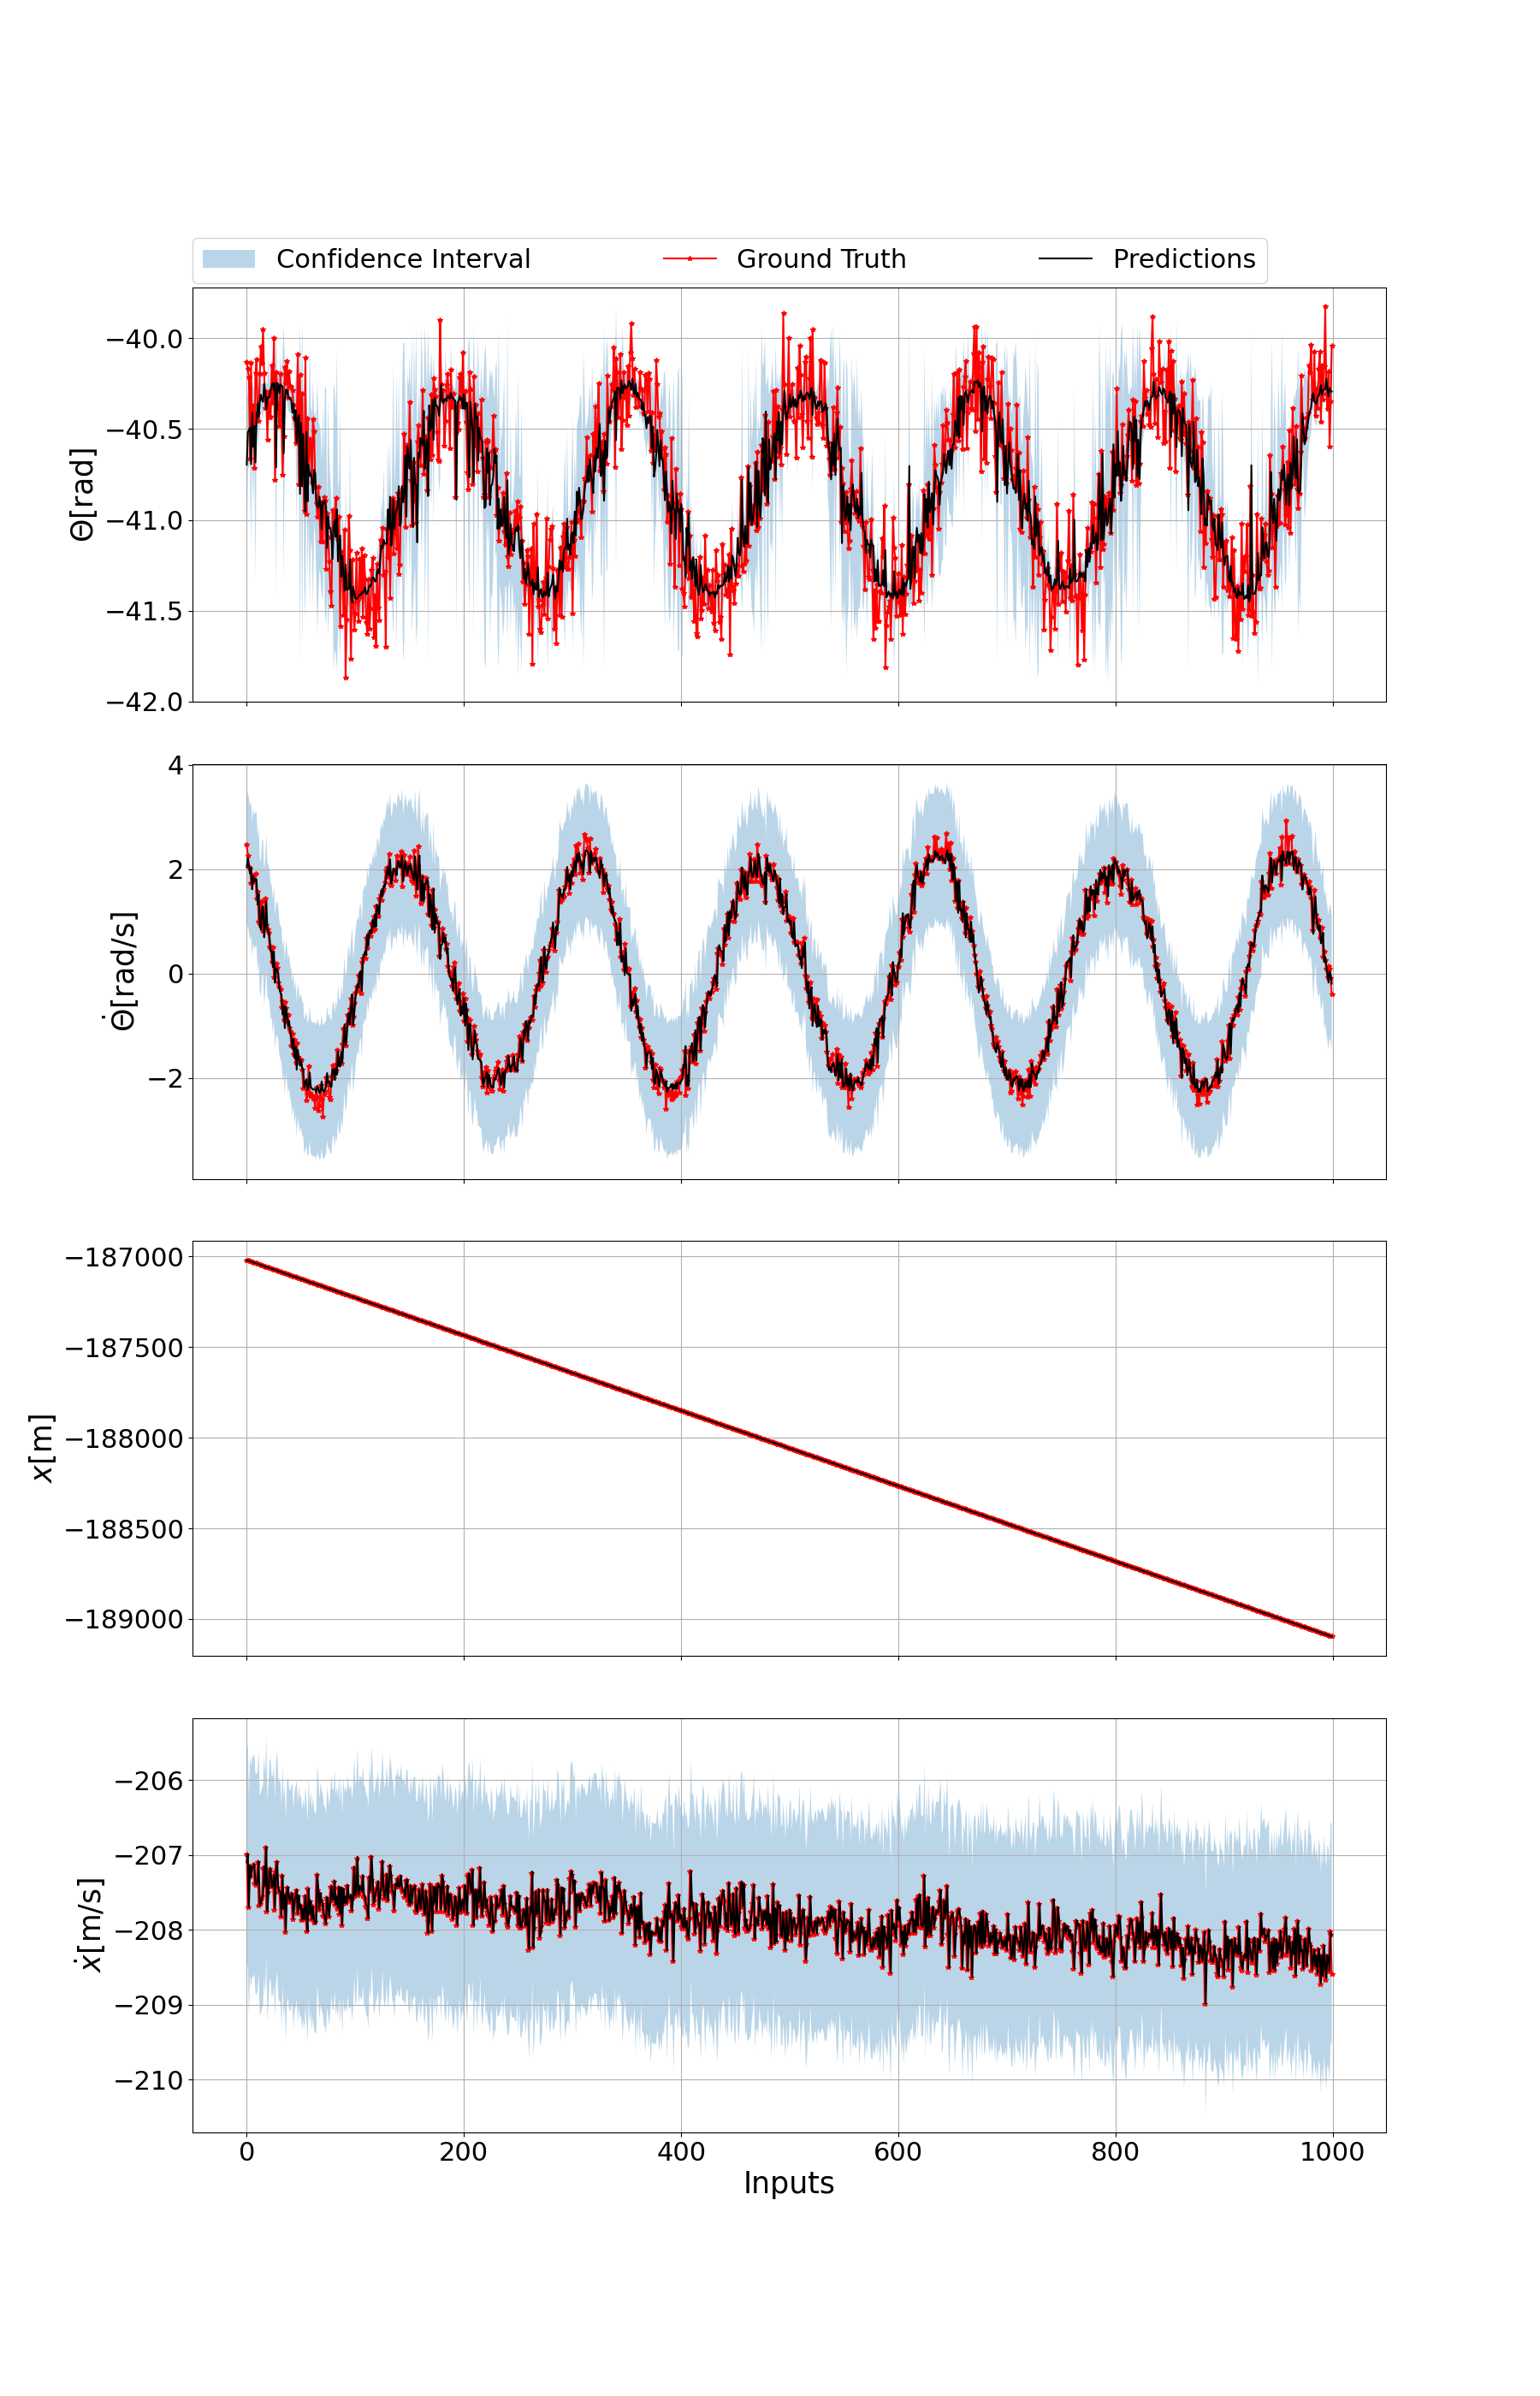 Confidence Interval Ground Truth Predictions
−40.0
−40.5
−41.0
−41.5
−42.0
Θ[rad]
4
2
0
−2
Θ̇[rad/s]
−187000
−187500
−188000
−188500
−189000
x[m]
−206
−207
−208
−209
−210
ẋ[m/s]
0 200 400 600 800 1000
Inputs